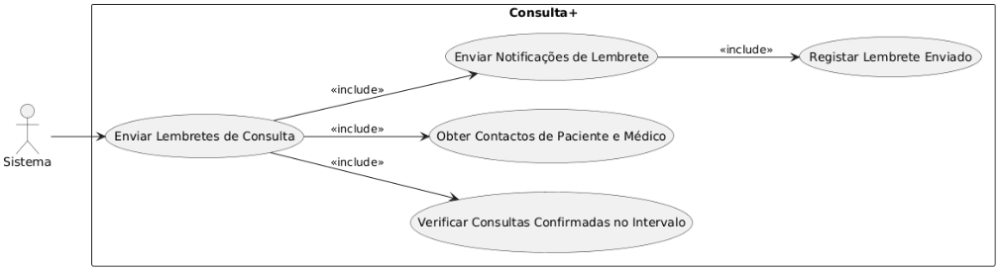 Consulta+
Enviar Notificações de Lembrete
«include»
Registar Lembrete Enviado
«include»
Sistema
Enviar Lembretes de Consulta
«include»
Obter Contactos de Paciente e Médico
«include»
Verificar Consultas Confirmadas no Intervalo